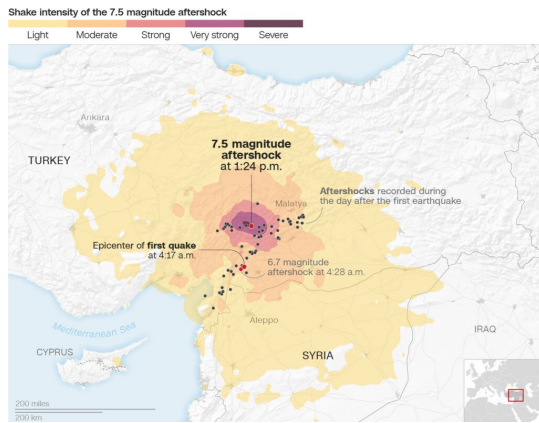 Shake intensity of the 7.5 magnitude aftershock
Light Moderate Strong Very strong Severe
Ankara
TURKEY
7.5 magnitude
aftershock
at 1:24 p.m.
Malatya
Aftershocks recorded during
the day after the first earthquake
Epicenter of first quake
at 4:17 a.m.
6.7 magnitude
aftershock at 4:28 a.m.
Aleppo
Mediterranean Sea
CYPRUS
SYRIA
IRAQ
200 miles
200 km